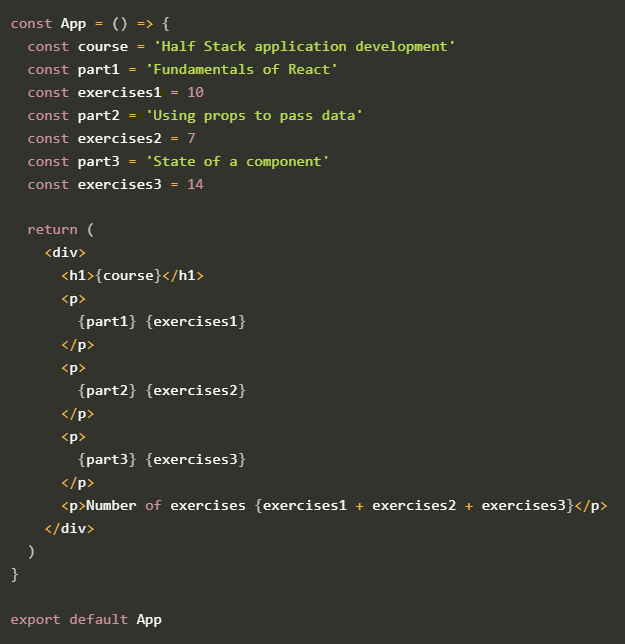 const App = () => {
  const course = 'Half Stack application development'
  const part1 = 'Fundamentals of React'
  const exercises1 = 10
  const part2 = 'Using props to pass data'
  const exercises2 = 7
  const part3 = 'State of a component'
  const exercises3 = 14

  return (
    <div>
      <h1>{course}</h1>
      <p>
        {part1} {exercises1}
      </p>
      <p>
        {part2} {exercises2}
      </p>
      <p>
        {part3} {exercises3}
      </p>
      <p>Number of exercises {exercises1 + exercises2 + exercises3}</p>
    </div>
  )
}

export default App